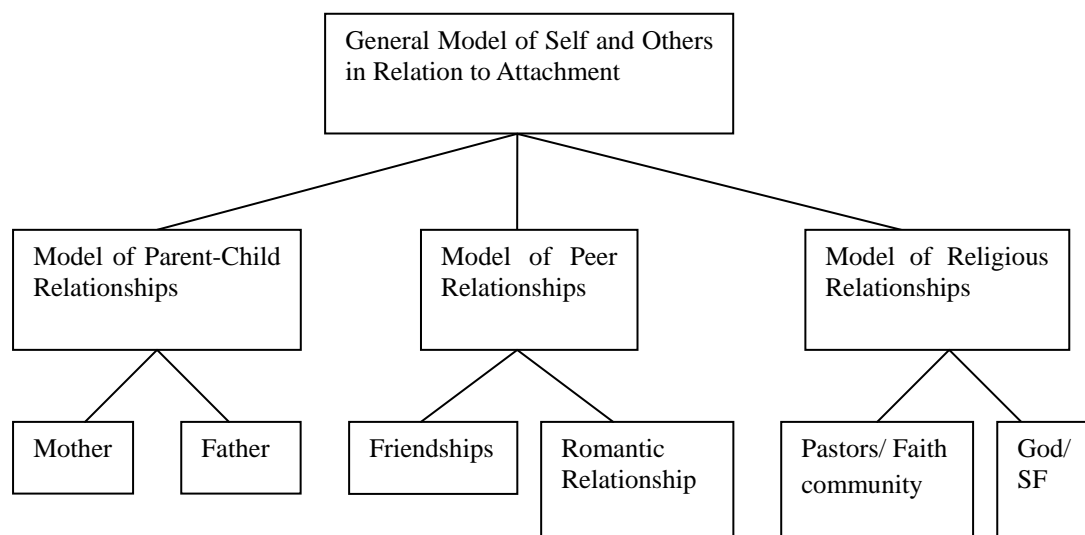 General Model of Self and Others
in Relation to Attachment
Model of Parent-Child
Relationships
Model of Peer
Relationships
Model of Religious
Relationships
Mother
Father
Friendships
Romantic
Relationship
Pastors/ Faith
community
God/
SF